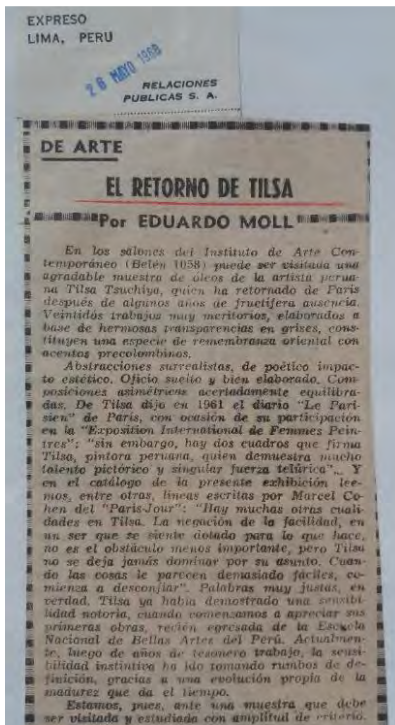 EXPRESO
LIMA, PERU
26 MAYO 1968
RELACIONES
PUBLICAS S. A.
DE ARTE
EL RETORNO DE TILSA
Por EDUARDO MOLL
En los salones del Instituto de Arte Con-
temporáneo (Belén 1058) puede ser visitada una
agradable muestra de óleos de la artista perua-
na Tilsa Tsuchiya, quien ha retornado de París
después de algunos años de fructífera ausencia.
Veintidós trabajos muy meritorios, elaborados a
base de hermosas transparencias en grises, cons-
tituyen una especie de remembranza oriental con
acentos precolombinos.
Abstracciones surrealistas, de poético impac-
to estético. Oficio suelto y bien elaborado. Com-
posiciones asimétricas acertadamente equilibra-
das. De Tilsa dijo en 1961 el diario "Le Pari-
sien" de París, con ocasión de su participación
en la "Exposition International de Femmes Pein-
tres": "sin embargo, hay dos cuadros que firma
Tilsa, pintora peruana, quien demuestra mucho
talento pictórico y singular fuerza telúrica"... Y
en el catálogo de la presente exhibición lee-
mos, entre otras, líneas escritas por Marcel Co-
hen del "Paris-Jour": "Hay muchas otras cuali-
dades en Tilsa. La negación de la facilidad, en
un ser que se siente dotado para lo que hace,
no es el obstáculo menos importante, pero Tilsa
no se deja jamás dominar por su asunto. Cuan-
do las cosas le parecen demasiado fáciles, co-
mienza a desconfiar". Palabras muy justas, en
verdad. Tilsa ya había demostrado una sensibi-
lidad notoria, cuando comenzamos a apreciar sus
primeras obras, recién egresada de la Escuela
Nacional de Bellas Artes del Perú. Actualmen-
te, luego de años de tesonero trabajo, la sensi-
bilidad instintiva ha ido tomando rumbos de de-
finición, gracias a una evolución propia de la
madurez que da el tiempo.
Estamos, pues, ante una muestra que debe
ser visitada y estudiada con amplitud de criterio.